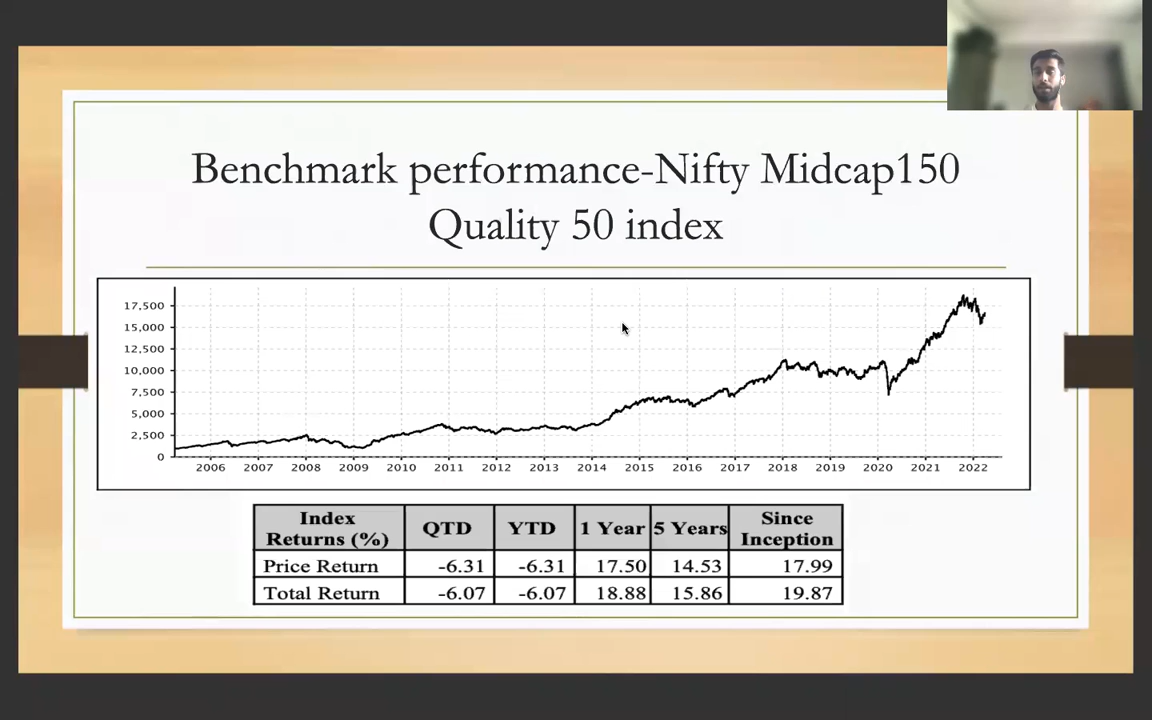 Benchmark performance-Nifty Midcap150
Quality 50 index
17,500
15,000
12,500
10,000
7,500
5,000
2,500
0
2006 2007 2008 2009 2010 2011 2012 2013 2014 2015 2016 2017 2018 2019 2020 2021 2022
Index Returns (%) QTD YTD 1 Year 5 Years Since Inception
Price Return -6.31 -6.31 17.50 14.53 17.99
Total Return -6.07 -6.07 18.88 15.86 19.87